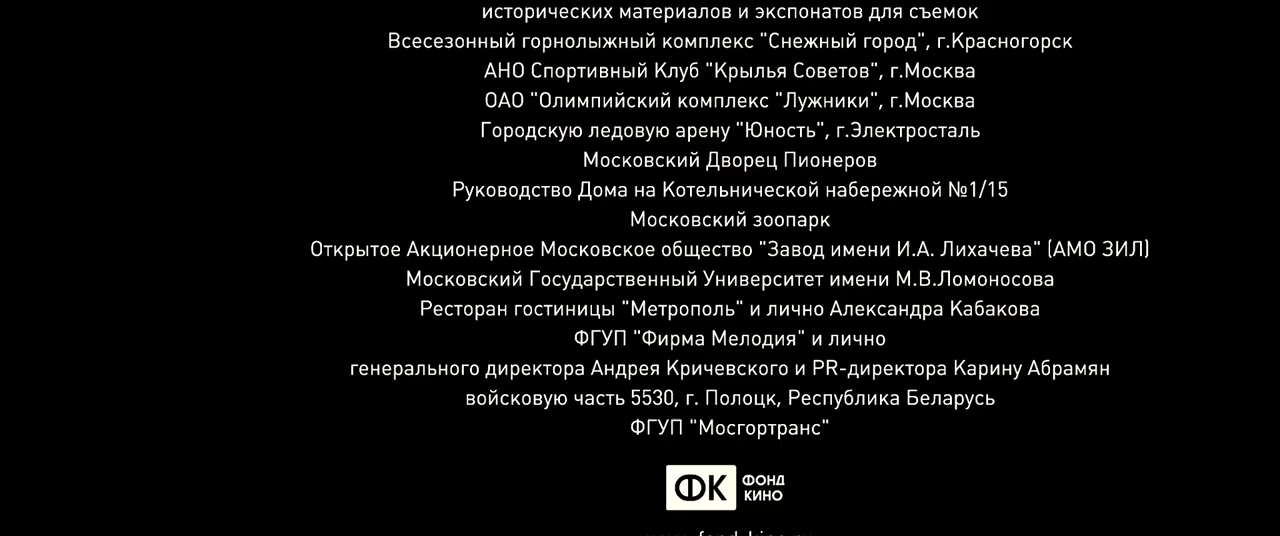 исторических материалов и экспонатов для съемок
Всесезонный горнолыжный комплекс "Снежный город", г.Красногорск
АНО Спортивный Клуб "Крылья Советов", г.Москва
ОАО "Олимпийский комплекс "Лужники", г.Москва
Городскую ледовую арену "Юность", г.Электросталь
Московский Дворец Пионеров
Руководство Дома на Котельнической набережной №1/15
Московский зоопарк
Открытое Акционерное Московское общество "Завод имени И.А. Лихачева" (АМО ЗИЛ)
Московский Государственный Университет имени М.В.Ломоносова
Ресторан гостиницы "Метрополь" и лично Александра Кабакова
ФГУП "Фирма Мелодия" и лично
генерального директора Андрея Кричевского и PR-директора Карину Абрамян
войсковую часть 5530, г. Полоцк, Республика Беларусь
ФГУП "Мосгортранс"
ФК ФОНД
КИНО